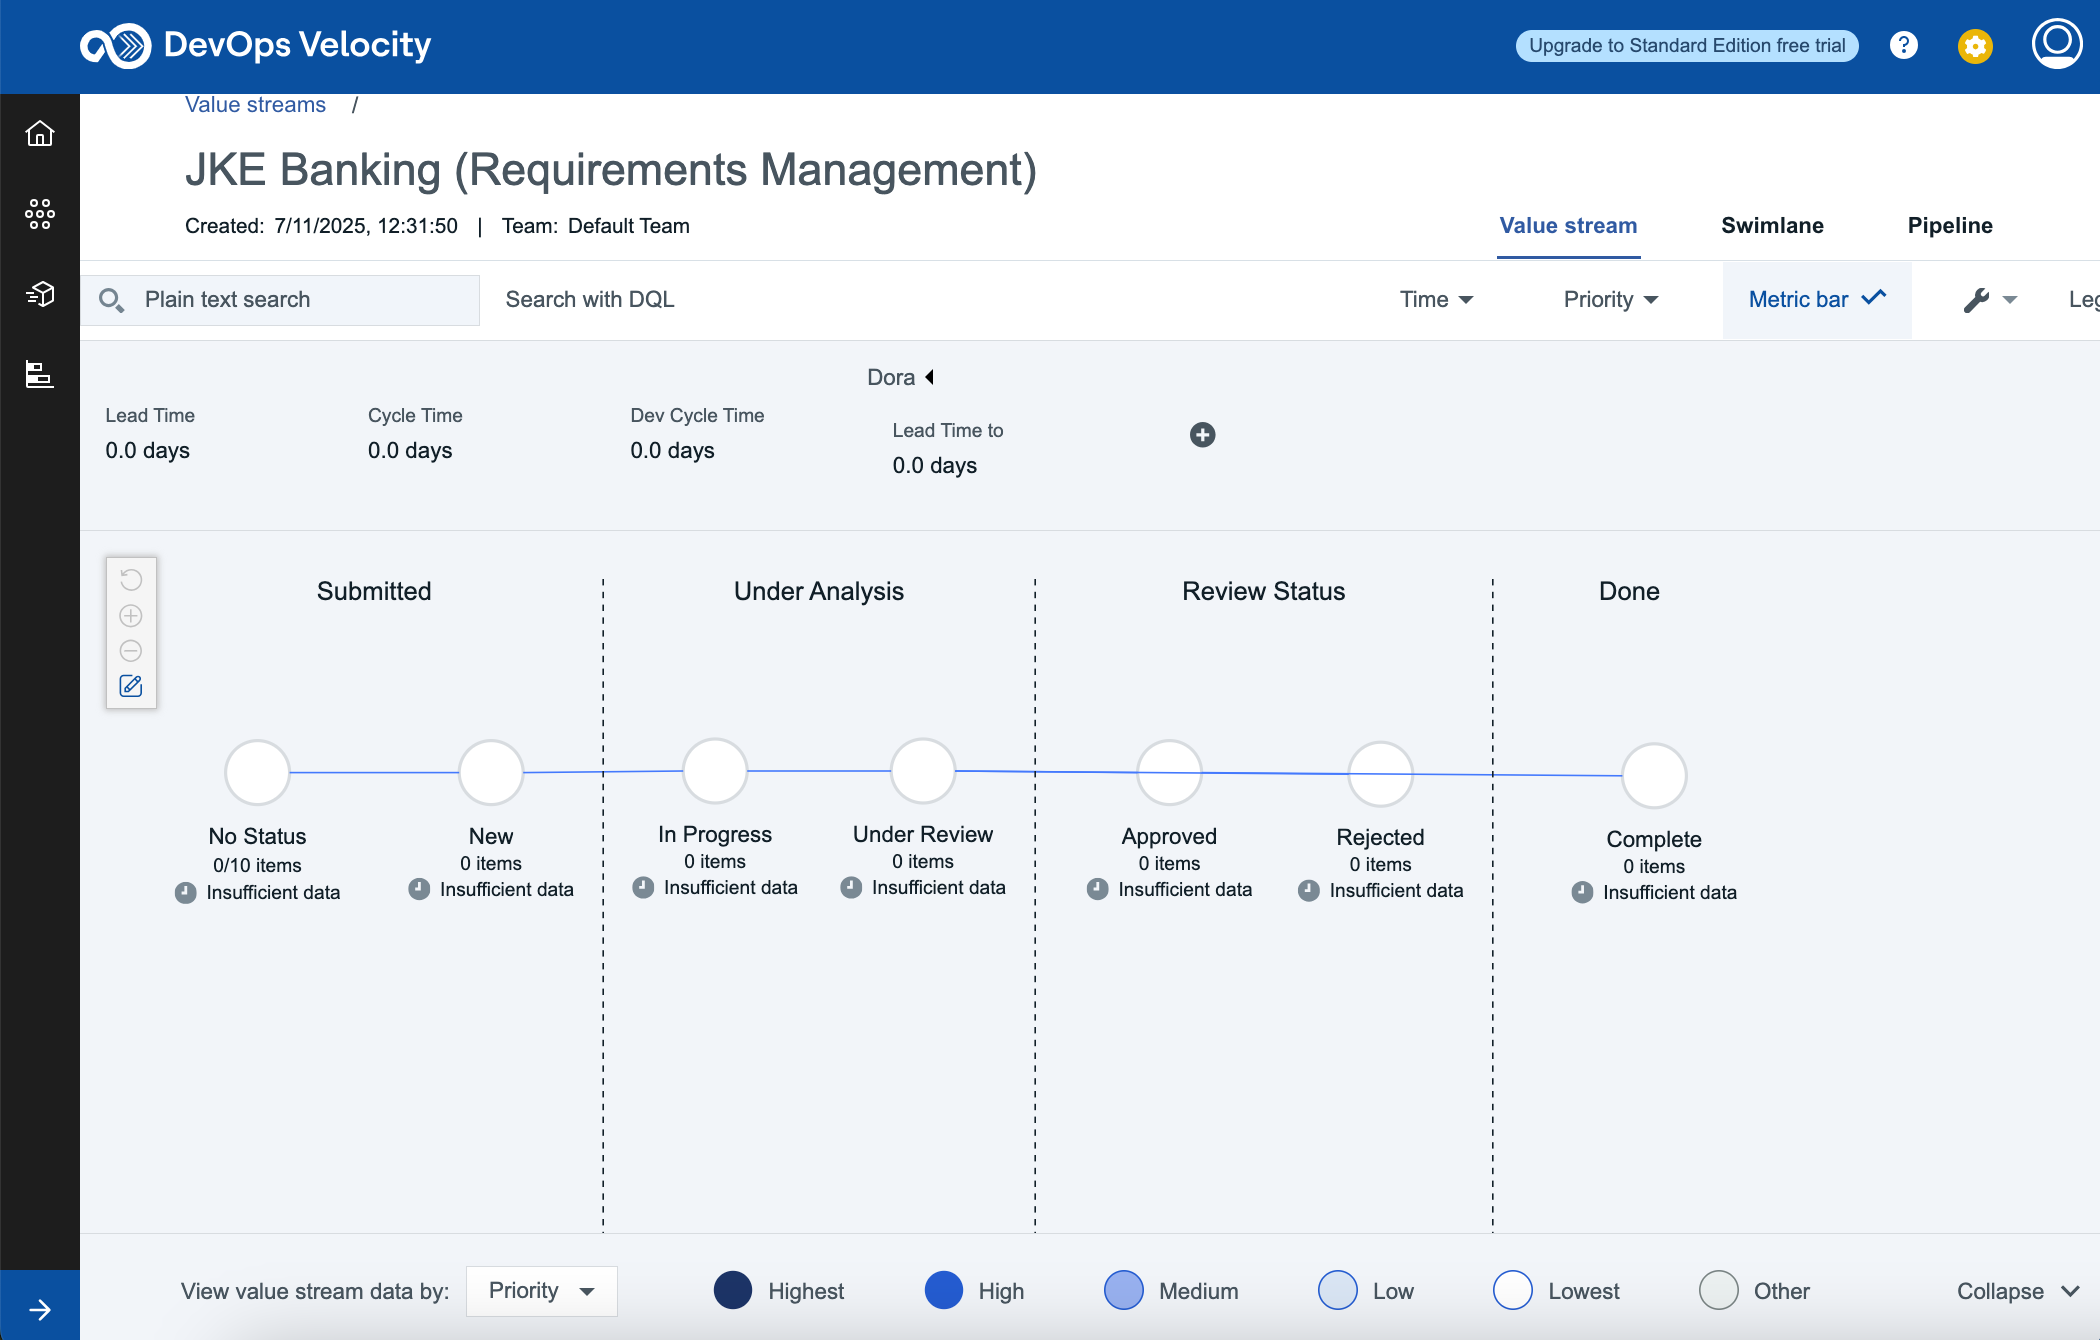 DevOps Velocity
Upgrade to Standard Edition free trial
?
Value streams /
JKE Banking (Requirements Management)
Created: 7/11/2025, 12:31:50 | Team: Default Team
Value stream
Swimlane
Pipeline
Plain text search
Search with DQL
Time
Priority
Metric bar
Leg
Dora
Lead Time
0.0 days
Cycle Time
0.0 days
Dev Cycle Time
0.0 days
Lead Time to
0.0 days
Submitted
Under Analysis
Review Status
Done
No Status
0/10 items
Insufficient data
New
0 items
Insufficient data
In Progress
0 items
Insufficient data
Under Review
0 items
Insufficient data
Approved
0 items
Insufficient data
Rejected
0 items
Insufficient data
Complete
0 items
Insufficient data
View value stream data by:
Priority
Highest
High
Medium
Low
Lowest
Other
Collapse